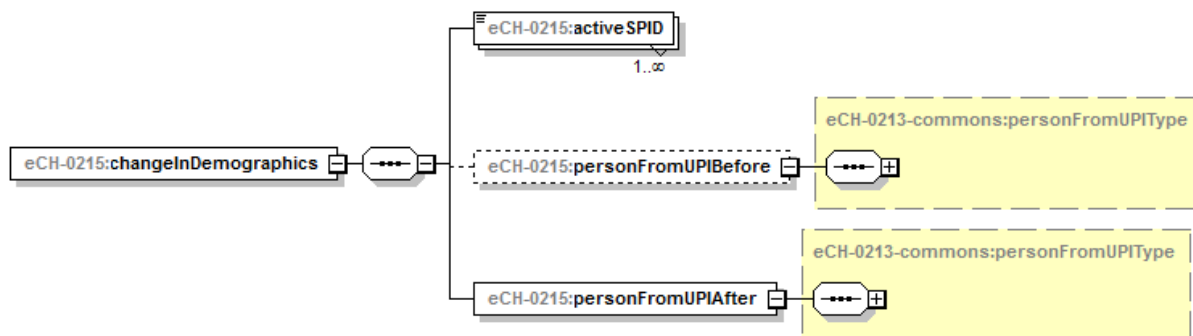 eCH-0215:activeSPID
1..∞
eCH-0213-commons:personFromUPIType
eCH-0215:changeInDemographics
eCH-0215:personFromUPIBefore
eCH-0213-commons:personFromUPIType
eCH-0215:personFromUPIAfter